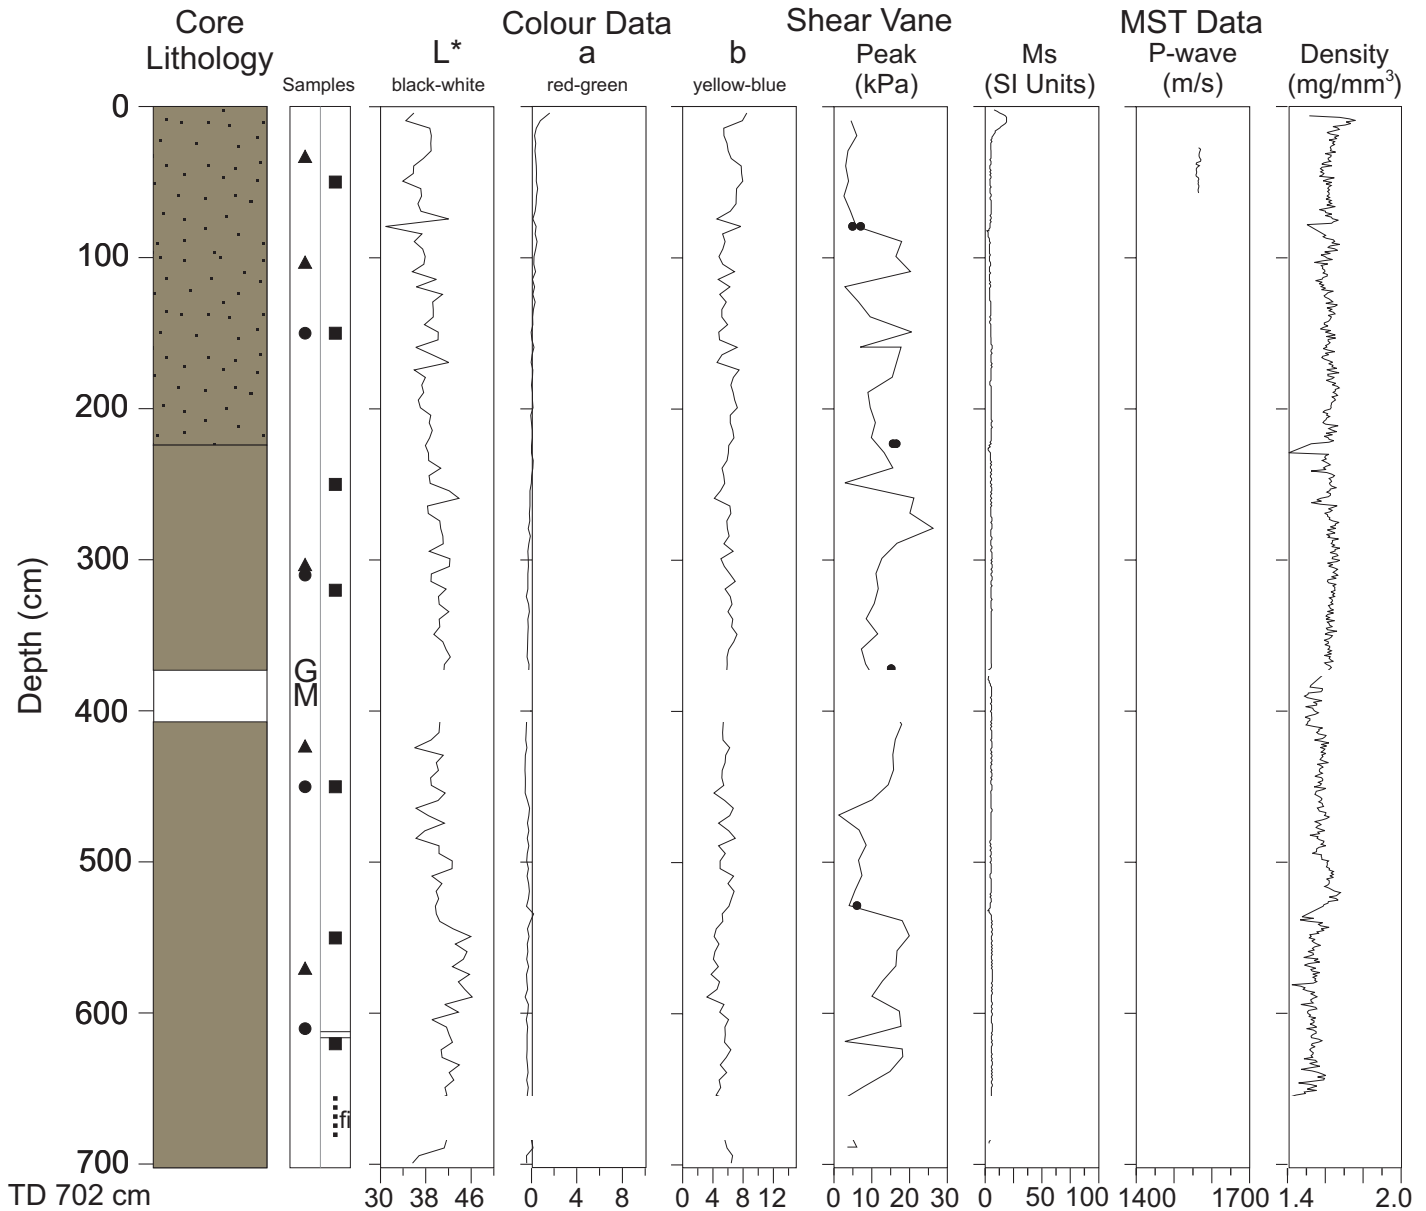 Core Lithology
Samples
Colour Data
L*
black-white
a
red-green
b
yellow-blue
Shear Vane
Peak
(kPa)
MST Data
Ms
(SI Units)
P-wave
(m/s)
Density
(mg/mm³)
Depth (cm)
0
100
200
300
400
500
600
700
TD 702 cm
G
M
fi
30 38 46
0 4 8
0 4 8 12
0 10 20 30
0 50 100
1400 1700
1.4 2.0